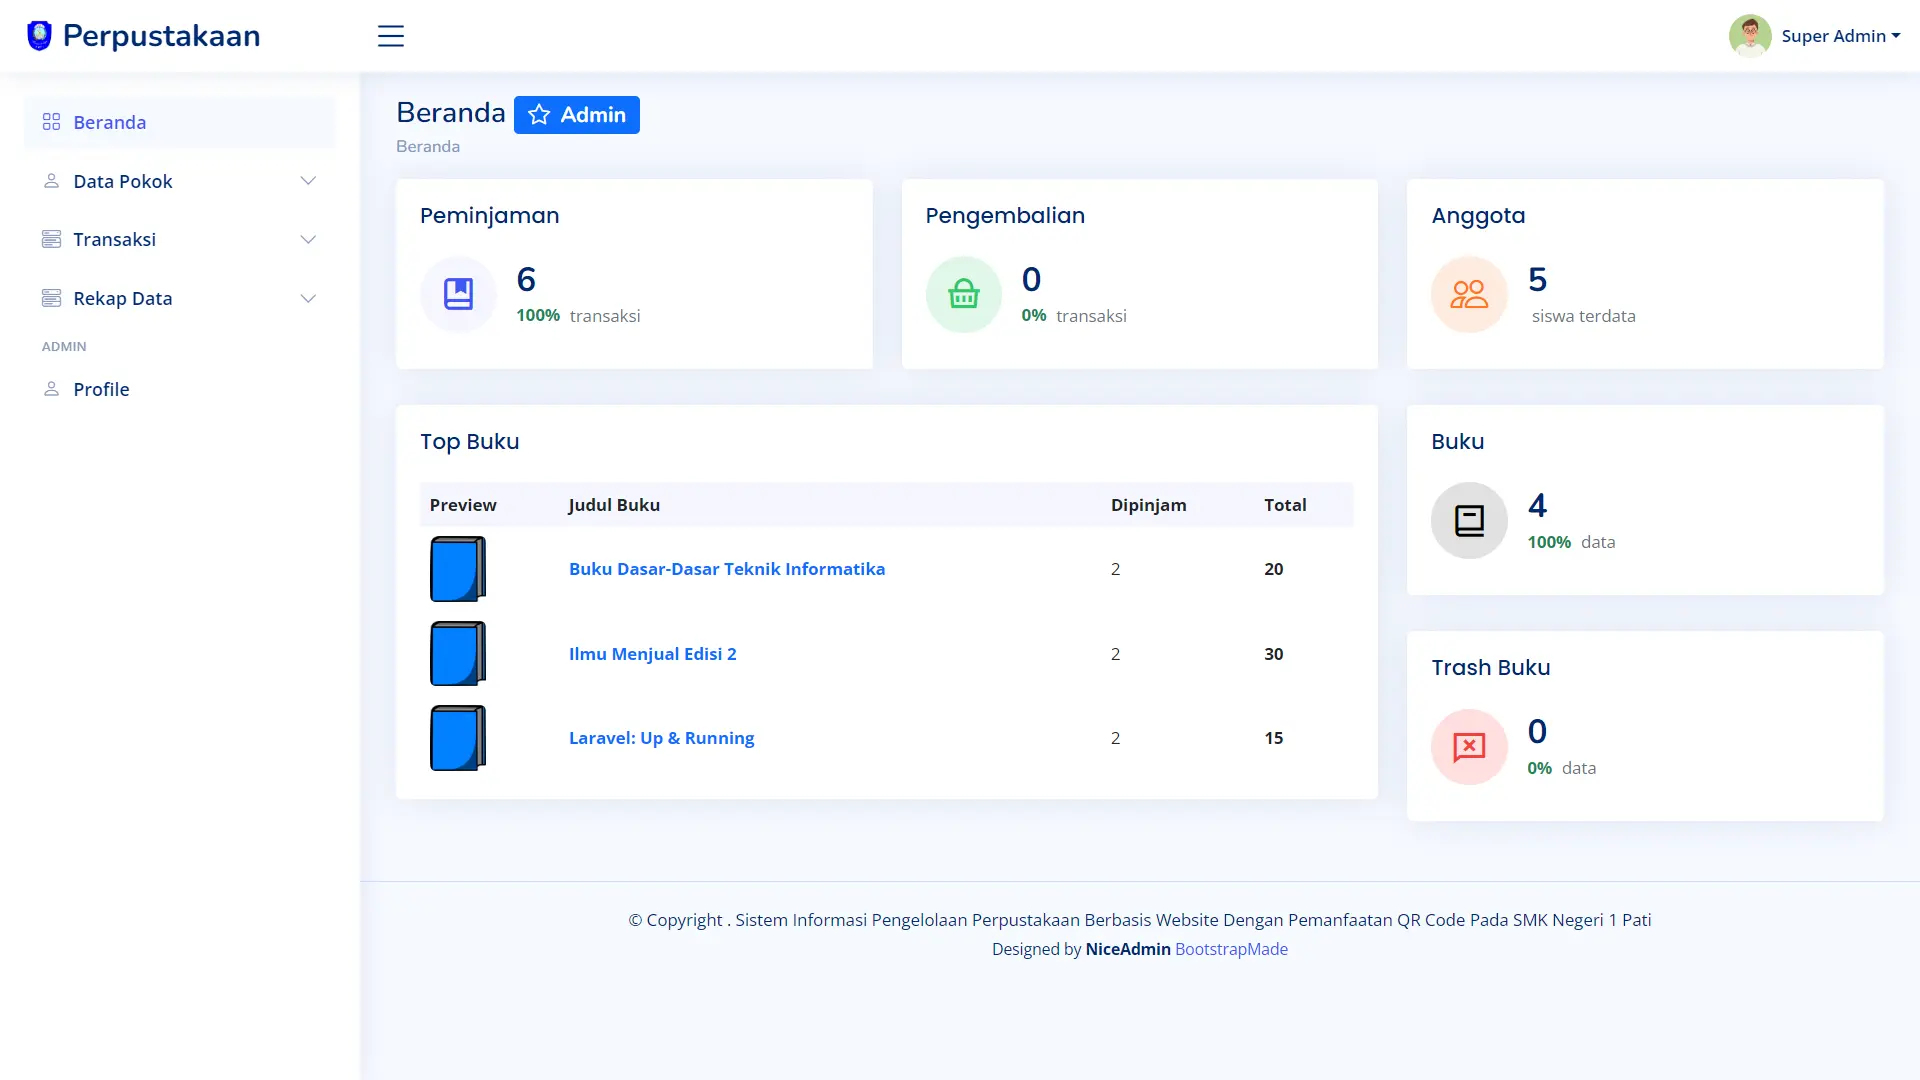 Perpustakaan
Super Admin
Beranda
Data Pokok
Transaksi
Rekap Data
ADMIN
Profile
Beranda Admin
Beranda
Peminjaman
6
100% transaksi
Pengembalian
0
0% transaksi
Anggota
5
siswa terdata
Top Buku
Preview Judul Buku Dipinjam Total
Buku Dasar-Dasar Teknik Informatika 2 20
Ilmu Menjual Edisi 2 2 30
Laravel: Up & Running 2 15
Buku
4
100% data
Trash Buku
0
0% data
© Copyright . Sistem Informasi Pengelolaan Perpustakaan Berbasis Website Dengan Pemanfaatan QR Code Pada SMK Negeri 1 Pati
Designed by NiceAdmin BootstrapMade